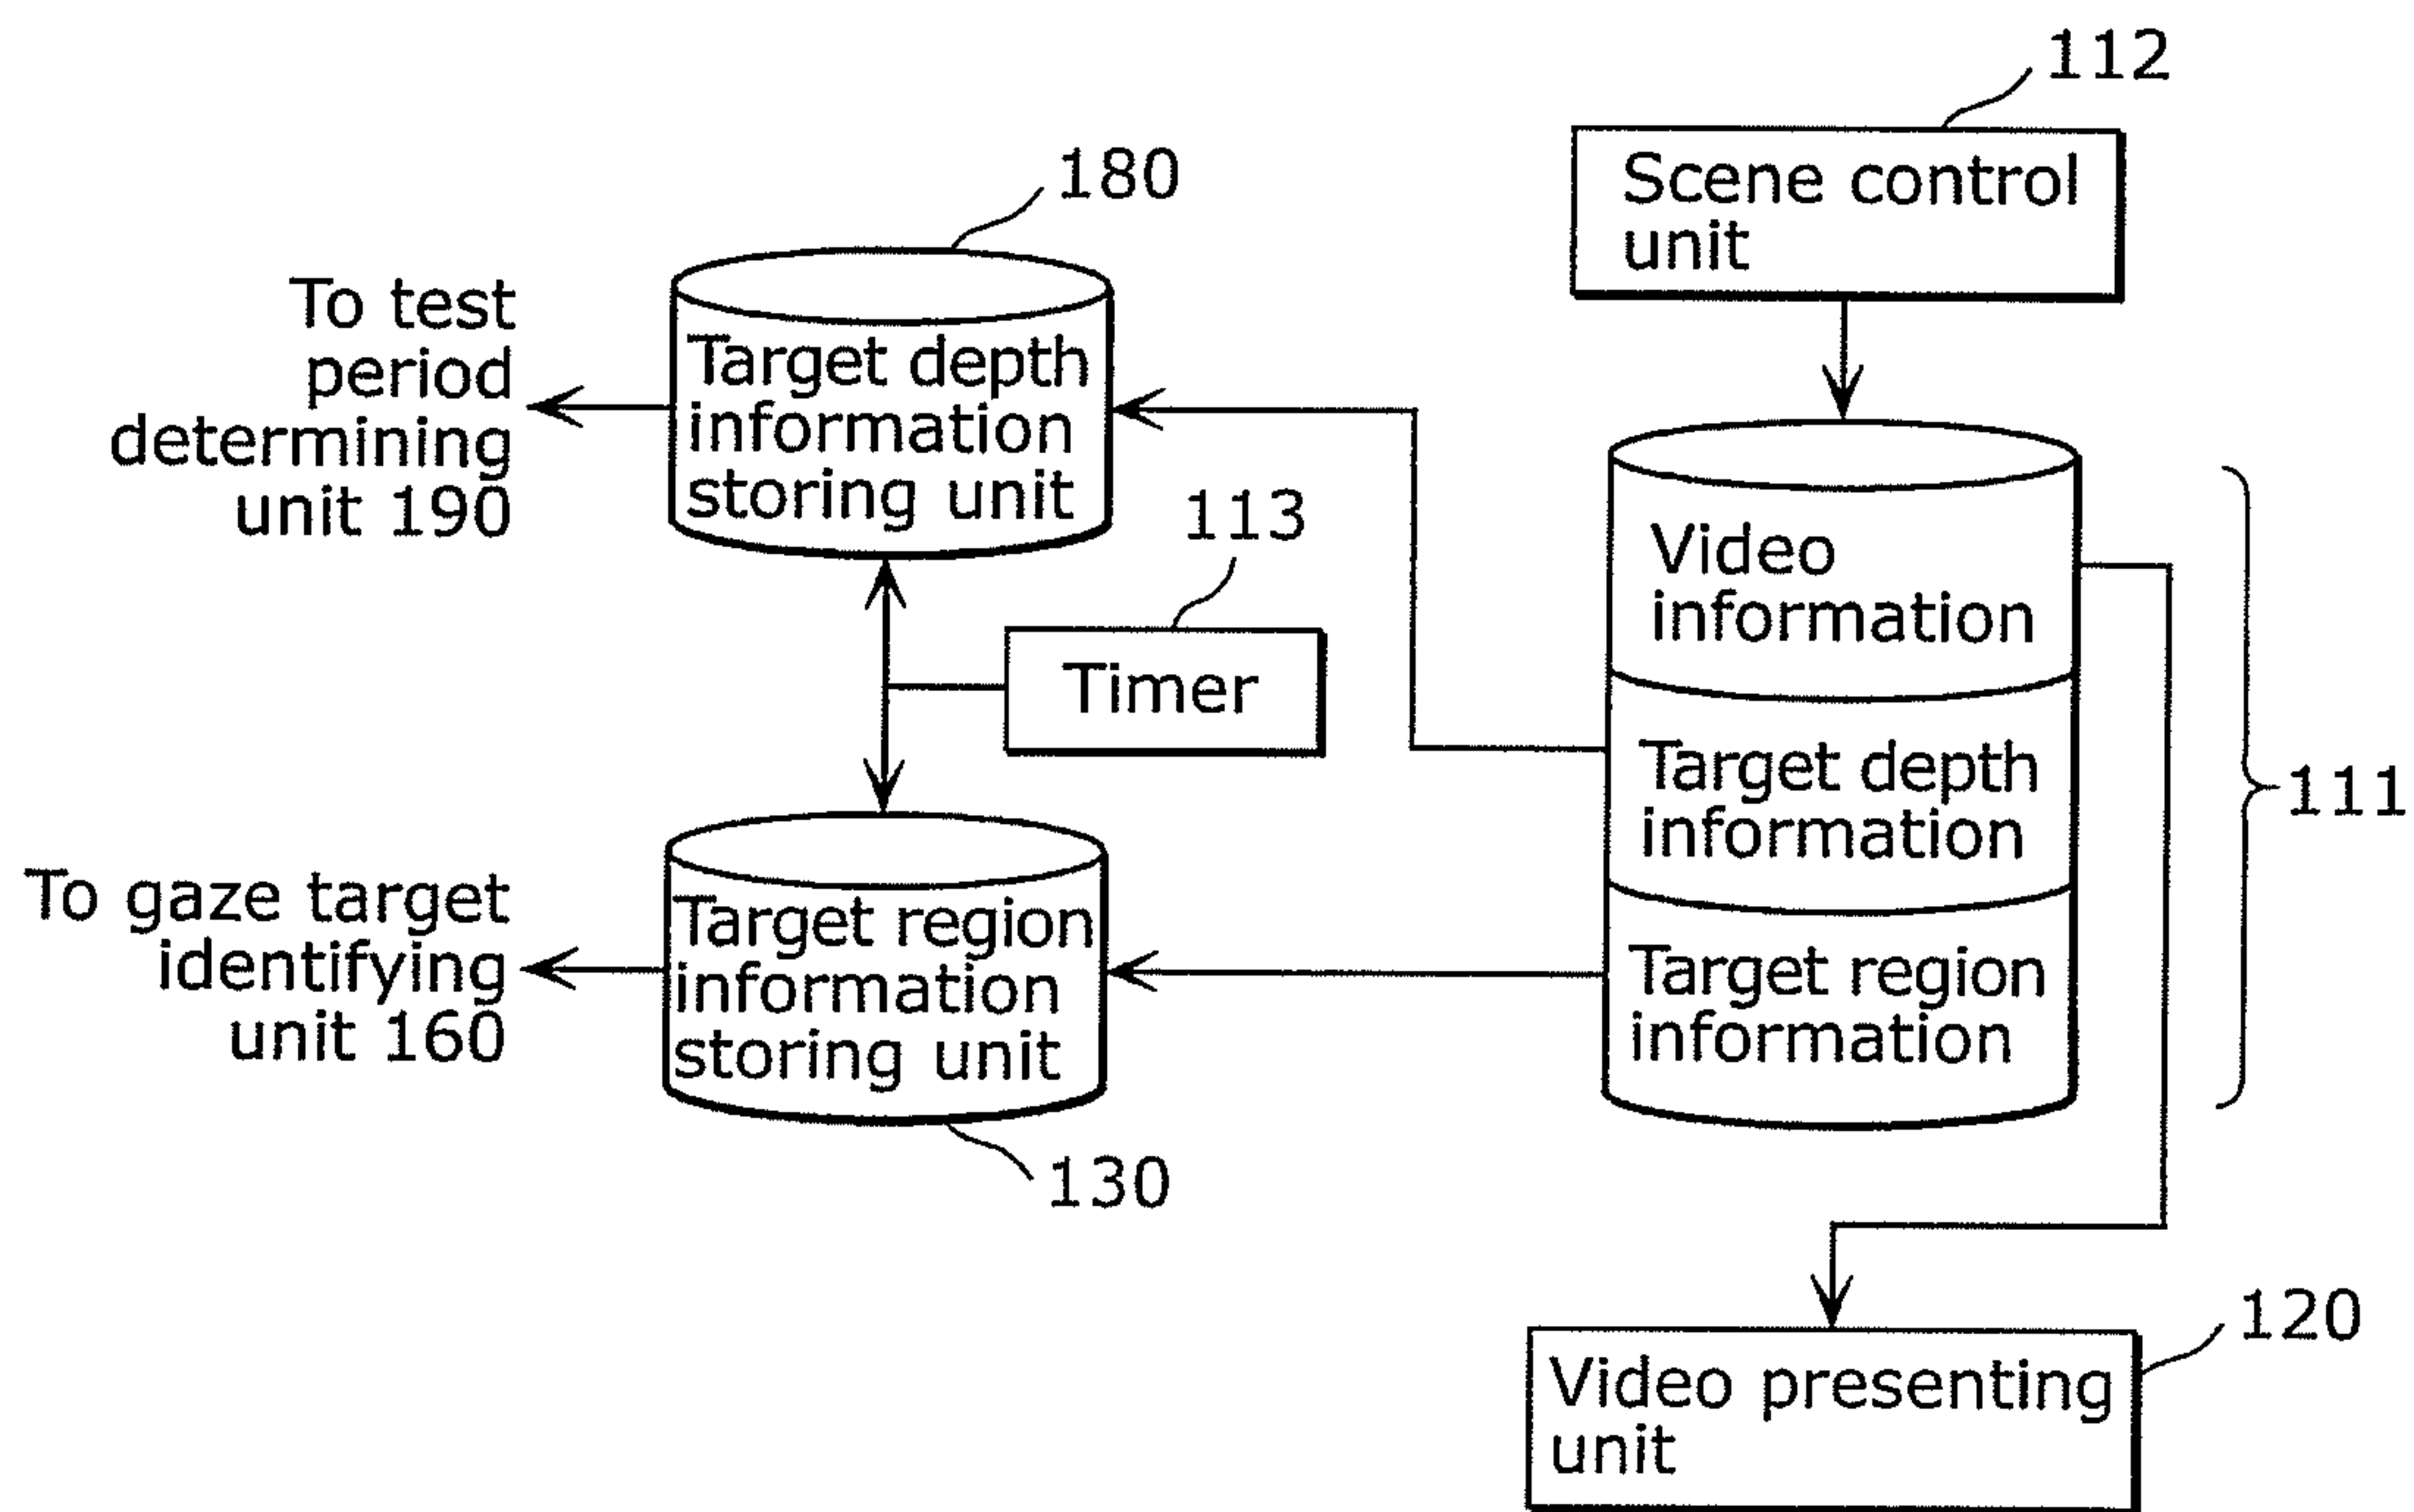 112
Scene control
unit
180
To test
period
determining
unit 190
Target depth
information
storing unit
113
Timer
Video
information
Target depth
information
Target region
information
111
To gaze target
identifying
unit 160
Target region
information
storing unit
130
120
Video presenting
unit